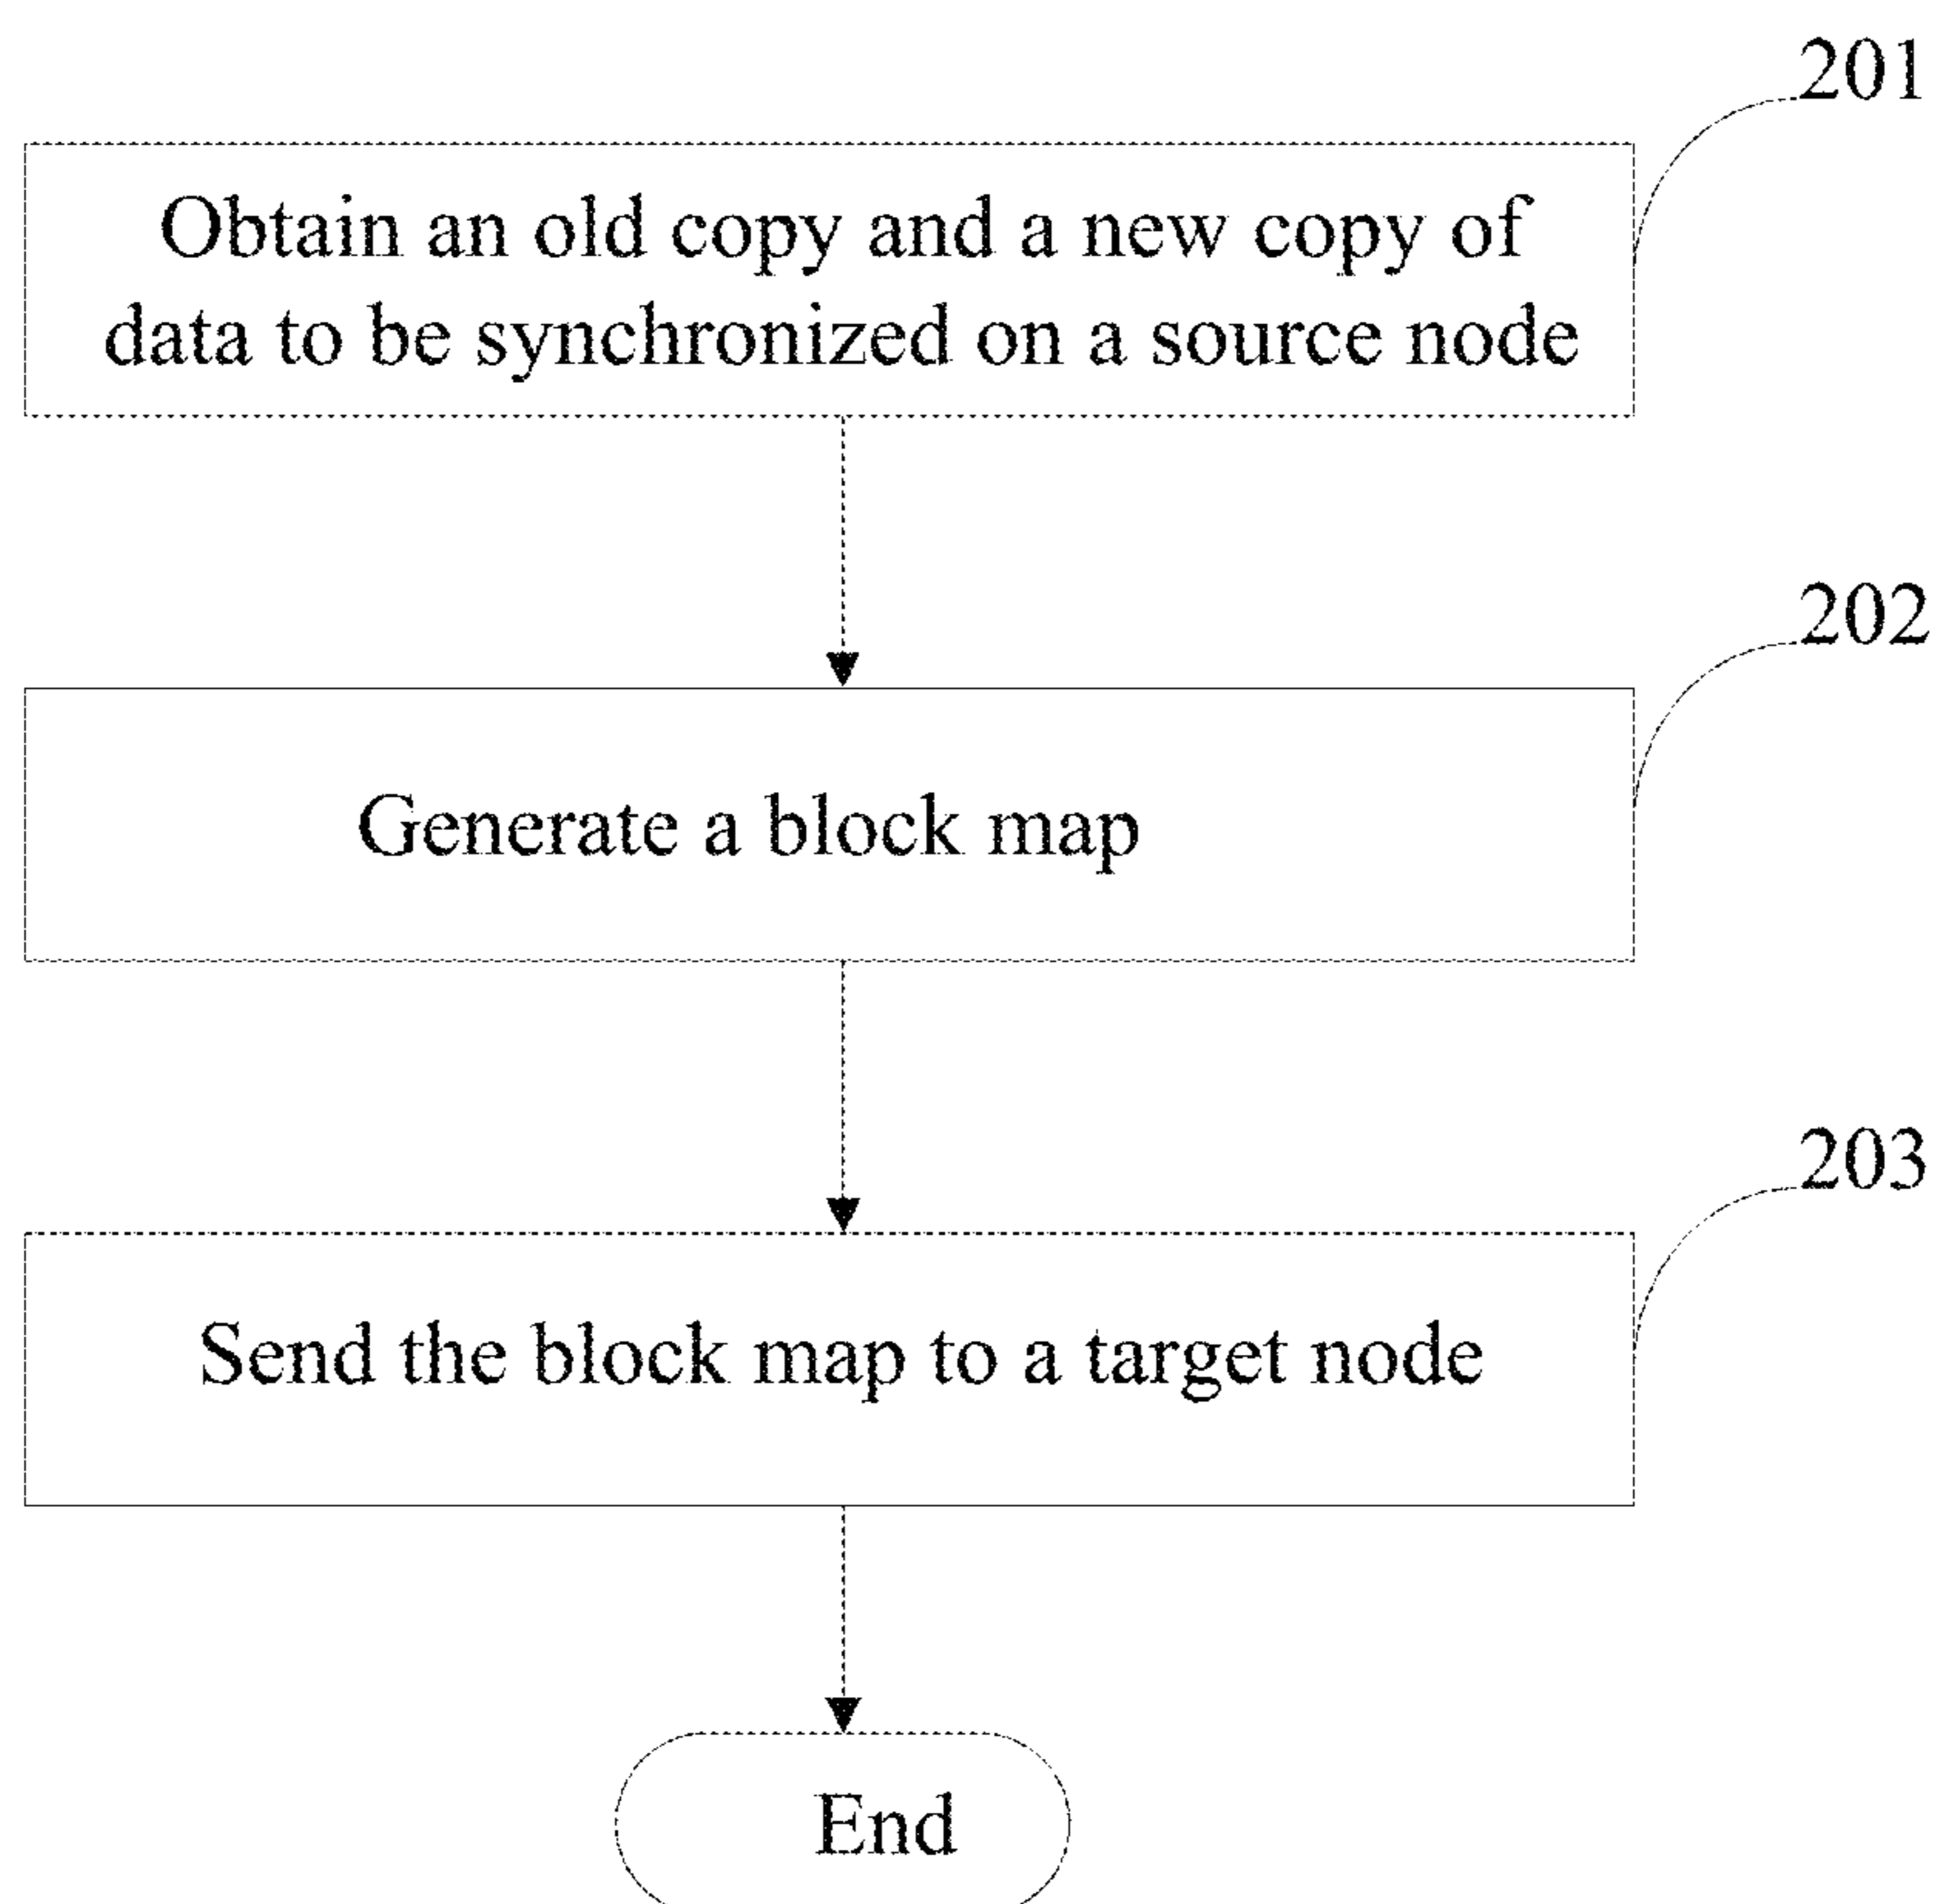 201
Obtain an old copy and a new copy of
data to be synchronized on a source node
202
Generate a block map
203
Send the block map to a target node
End